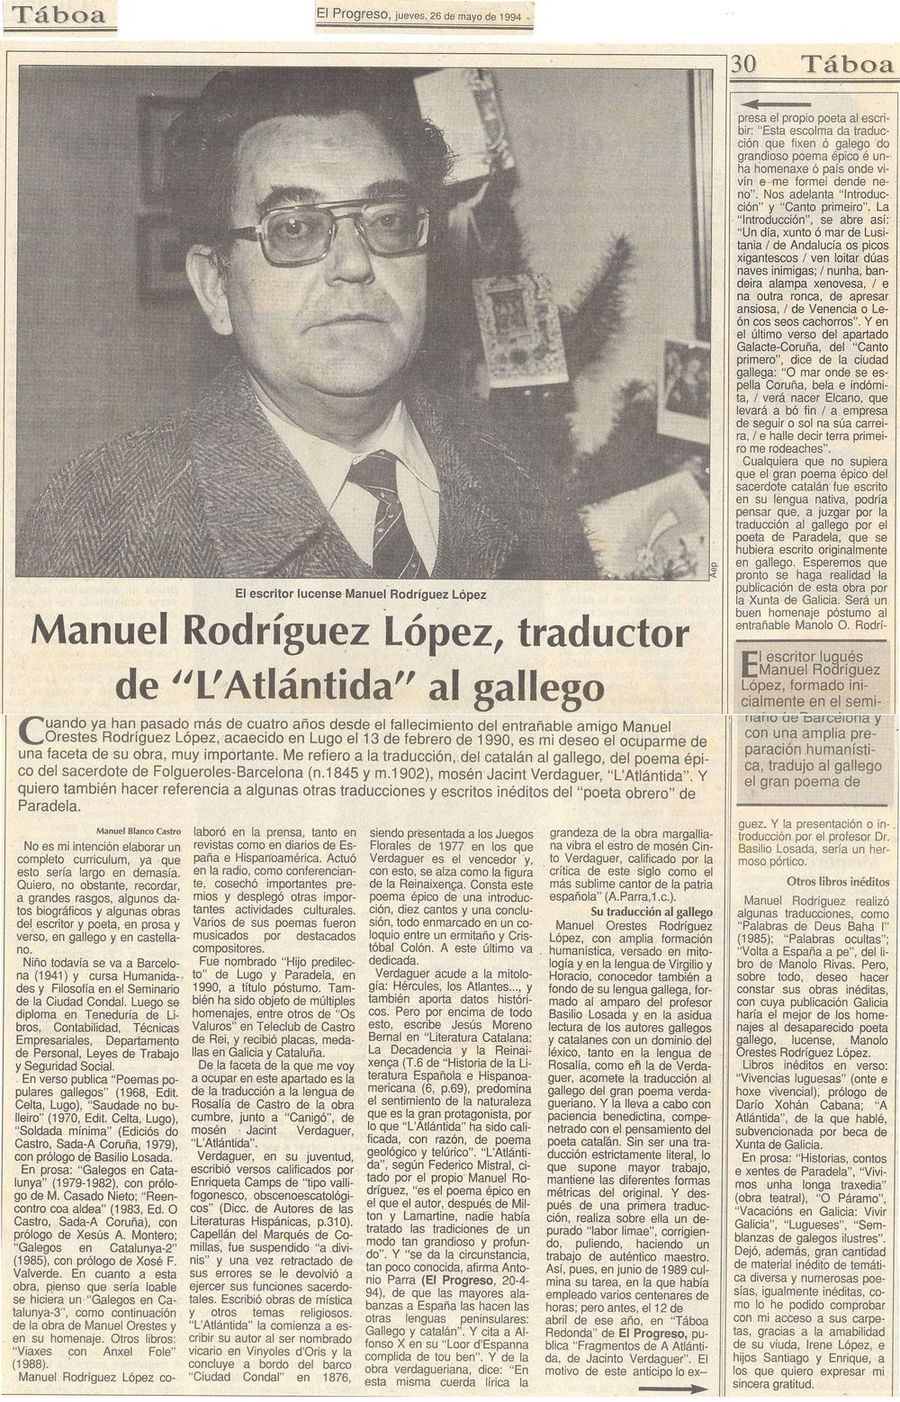 Táboa
El Progreso, jueves, 26 de mayo de 1994
30 Táboa
Aep
El escritor lucense Manuel Rodríguez López
Manuel Rodríguez López, traductor
de “L’Atlántida” al gallego
Cuando ya han pasado más de cuatro años desde el fallecimiento del entrañable amigo Manuel
Orestes Rodríguez López, acaecido en Lugo el 13 de febrero de 1990, es mi deseo el ocuparme de
una faceta de su obra, muy importante. Me refiero a la traducción, del catalán al gallego, del poema épi-
co del sacerdote de Folgueroles-Barcelona (n.1845 y m.1902), mosén Jacint Verdaguer, “L’Atlántida”. Y
quiero también hacer referencia a algunas otras traducciones y escritos inéditos del “poeta obrero” de
Paradela.
Manuel Blanco Castro
No es mi intención elaborar un
completo curriculum, ya que
esto sería largo en demasía.
Quiero, no obstante, recordar,
a grandes rasgos, algunos da-
tos biográficos y algunas obras
del escritor y poeta, en prosa y
verso, en gallego y en castella-
no.
Niño todavía se va a Barcelo-
na (1941) y cursa Humanida-
des y Filosofía en el Seminario
de la Ciudad Condal. Luego se
diploma en Teneduría de Li-
bros, Contabilidad, Técnicas
Empresariales, Departamento
de Personal, Leyes de Trabajo
y Seguridad Social.
En verso publica “Poemas po-
pulares gallegos” (1968, Edit.
Celta, Lugo), “Saudade no bu-
lleiro” (1970, Edit. Celta, Lugo),
“Soldada mínima” (Ediciós do
Castro, Sada-A Coruña, 1979),
con prólogo de Basilio Losada.
En prosa: “Galegos en Cata-
lunya” (1979-1982), con prólo-
go de M. Casado Nieto; “Reen-
contro coa aldea” (1983, Ed. O
Castro, Sada-A Coruña), con
prólogo de Xesús A. Montero;
“Galegos en Catalunya-2”
(1985), con prólogo de Xosé F.
Valverde. En cuanto a esta
obra, pienso que sería loable
se hiciera un “Galegos en Ca-
talunya-3”, como continuación
de la obra de Manuel Orestes y
en su homenaje. Otros libros:
“Viaxes con Anxel Fole”
(1988).
Manuel Rodríguez López co-
laboró en la prensa, tanto en
revistas como en diarios de Es-
paña e Hispanoamérica. Actuó
en la radio, como conferencian-
te, cosechó importantes pre-
mios y desplegó otras impor-
tantes actividades culturales.
Varios de sus poemas fueron
musicados por destacados
compositores.
Fue nombrado “Hijo predilec-
to” de Lugo y Paradela, en
1990, a título póstumo. Tam-
bién ha sido objeto de múltiples
homenajes, entre otros de “Os
Valuros” en Teleclub de Castro
de Rei, y recibió placas, meda-
llas en Galicia y Cataluña.
De la faceta de la que me voy
a ocupar en este apartado es la
de la traducción a la lengua de
Rosalía de Castro de la obra
cumbre, junto a “Canigó”, de
mosén Jacint Verdaguer,
“L’Atlántida”.
Verdaguer, en su juventud,
escribió versos calificados por
Enriqueta Camps de “tipo valli-
fogonesco, obscenoescatológi-
cos” (Dicc. de Autores de las
Literaturas Hispánicas, p.310).
Capellán del Marqués de Co-
millas, fue suspendido “a divi-
nis” y una vez retractado de
sus errores se le devolvió a
ejercer sus funciones sacerdo-
tales. Escribió obras de mística
y otros temas religiosos.
“L’Atlántida” la comienza a es-
cribir su autor al ser nombrado
vicario en Vinyoles d’Oris y la
concluye a bordo del barco
“Ciudad Condal” en 1876,
siendo presentada a los Juegos
Florales de 1977 en los que
Verdaguer es el vencedor y,
con esto, se alza como la figura
de la Reinaixença. Consta este
poema épico de una introduc-
ción, diez cantos y una conclu-
sión, todo enmarcado en un co-
loquio entre un ermitaño y Cris-
tóbal Colón. A este último va
dedicada.
Verdaguer acude a la mitolo-
gía: Hércules, los Atlantes..., y
también aporta datos históri-
cos. Pero por encima de todo
esto, escribe Jesús Moreno
Bernal en “Literatura Catalana:
La Decadencia y la Reinai-
xença (T.6 de “Historia de la Li-
teratura Española e Hispanoa-
mericana (6, p.69), predomina
el sentimiento de la naturaleza
que es la gran protagonista, por
lo que “L’Atlántida” ha sido cali-
ficada, con razón, de poema
geológico y telúrico”. “L’Atlánti-
da”, según Federico Mistral, ci-
tado por el propio Manuel Ro-
dríguez, “es el poema épico en
el que el autor, después de Mil-
ton y Lamartine, nadie había
tratado las tradiciones de un
modo tan grandioso y profun-
do”. Y “se da la circunstancia,
tan poco conocida, afirma Anto-
nio Parra (El Progreso, 20-4-
94), de que las mayores ala-
banzas a España las hacen las
otras lenguas peninsulares:
Gallego y catalán”. Y cita a Al-
fonso X en su “Loor d’Espanna
complida de tou ben”. Y de la
obra verdagueriana, dice: “En
esta misma cuerda lírica la
grandeza de la obra margallia-
na vibra el estro de mosén Cin-
to Verdaguer, calificado por la
crítica de este siglo como el
más sublime cantor de la patria
española” (A.Parra,1.c.).
Su traducción al gallego
Manuel Orestes Rodríguez
López, con amplia formación
humanística, versado en mito-
logía y en la lengua de Virgilio y
Horacio, conocedor también a
fondo de su lengua gallega, for-
mado al amparo del profesor
Basilio Losada y en la asidua
lectura de los autores gallegos
y catalanes con un dominio del
léxico, tanto en la lengua de
Rosalía, como en la de Verda-
guer, acomete la traducción al
gallego del gran poema verda-
gueriano. Y la lleva a cabo con
paciencia benedictina, compe-
netrado con el pensamiento del
poeta catalán. Sin ser una tra-
ducción estrictamente literal, lo
que supone mayor trabajo,
mantiene las diferentes formas
métricas del original. Y des-
pués de una primera traduc-
ción, realiza sobre ella un de-
purado “labor limae”, corrigien-
do, puliendo, haciendo un
trabajo de auténtico maestro.
Así, pues, en junio de 1989 cul-
mina su tarea, en la que había
empleado varios centenares de
horas; pero antes, el 12 de
abril de ese año, en “Táboa
Redonda” de El Progreso, pu-
blica “Fragmentos de A Atlánti-
da, de Jacinto Verdaguer”. El
motivo de este anticipo lo ex-
presa el propio poeta al escri-
bir: “Esta escolma da traduc-
ción que fixen ó galego do
grandioso poema épico é un-
ha homenaxe ó país onde vi-
vín e me formei dende ne-
no”. Nos adelanta “Introduc-
ción” y “Canto primeiro”. La
“Introducción”, se abre así:
“Un día, xunto ó mar de Lusi-
tania / de Andalucía os picos
xigantescos / ven loitar dúas
naves inimigas; / nunha, ban-
deira alampa xenovesa, / e
na outra ronca, de apresar
ansiosa, / de Venencia o Le-
ón cos seos cachorros”. Y en
el último verso del apartado
Galacte-Coruña, del “Canto
primero”, dice de la ciudad
gallega: “O mar onde se es-
pella Coruña, bela e indómi-
ta, / verá nacer Elcano, que
levará a bó fin / a empresa
de seguir o sol na súa carrei-
ra, / e halle decir terra primei-
ro me rodeaches”.
Cualquiera que no supiera
que el gran poema épico del
sacerdote catalán fue escrito
en su lengua nativa, podría
pensar que, a juzgar por la
traducción al gallego por el
poeta de Paradela, que se
hubiera escrito originalmente
en gallego. Esperemos que
pronto se haga realidad la
publicación de esta obra por
la Xunta de Galicia. Será un
buen homenaje póstumo al
entrañable Manolo O. Rodrí-
El escritor lugués
Manuel Rodríguez
López, formado ini-
cialmente en el semi-
nario de Barcelona y
con una amplia pre-
paración humanísti-
ca, tradujo al gallego
el gran poema de
guez. Y la presentación o in-
troducción por el profesor Dr.
Basilio Losada, sería un her-
moso pórtico.
Otros libros inéditos
Manuel Rodríguez realizó
algunas traducciones, como
“Palabras de Deus Baha I”
(1985); “Palabras ocultas”;
“Volta a España a pe”, del li-
bro de Manolo Rivas. Pero,
sobre todo, deseo hacer
constar sus obras inéditas,
con cuya publicación Galicia
haría el mejor de los home-
najes al desaparecido poeta
gallego, lucense, Manolo
Orestes Rodríguez López.
Libros inéditos en verso:
“Vivencias luguesas” (onte e
hoxe vivencial), prólogo de
Darío Xohán Cabana; “A
Atlántida”, de la que hablé,
subvencionada por beca de
Xunta de Galicia.
En prosa: “Historias, contos
e xentes de Paradela”, “Vivi-
mos unha longa traxedia”
(obra teatral), “O Páramo”,
“Vacacións en Galicia: Vivir
Galicia”, “Lugueses”, “Sem-
blanzas de galegos ilustres”.
Dejó, además, gran cantidad
de material inédito de temáti-
ca diversa y numerosas poe-
sías, igualmente inéditas, co-
mo lo he podido comprobar
con mi acceso a sus carpe-
tas, gracias a la amabilidad
de su viuda, Irene López, e
hijos Santiago y Enrique, a
los que quiero expresar mi
sincera gratitud.